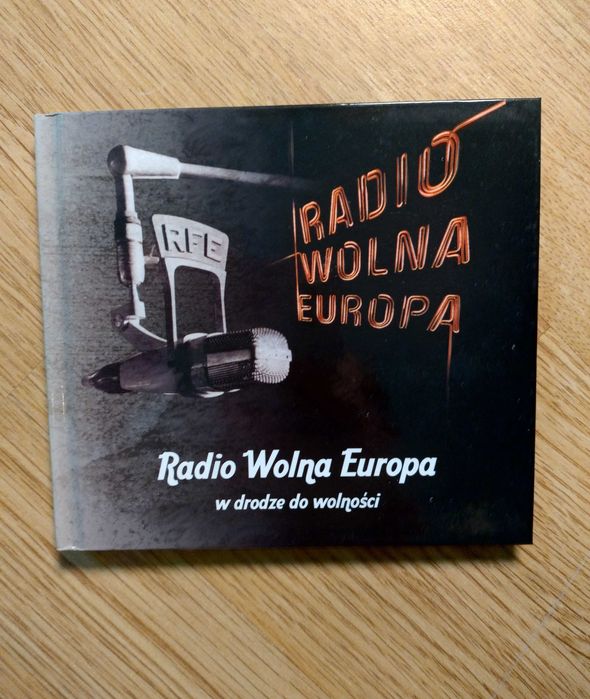 RFE
RADIO
WOLNA
EUROPA
Radio Wolna Europa
w drodze do wolności